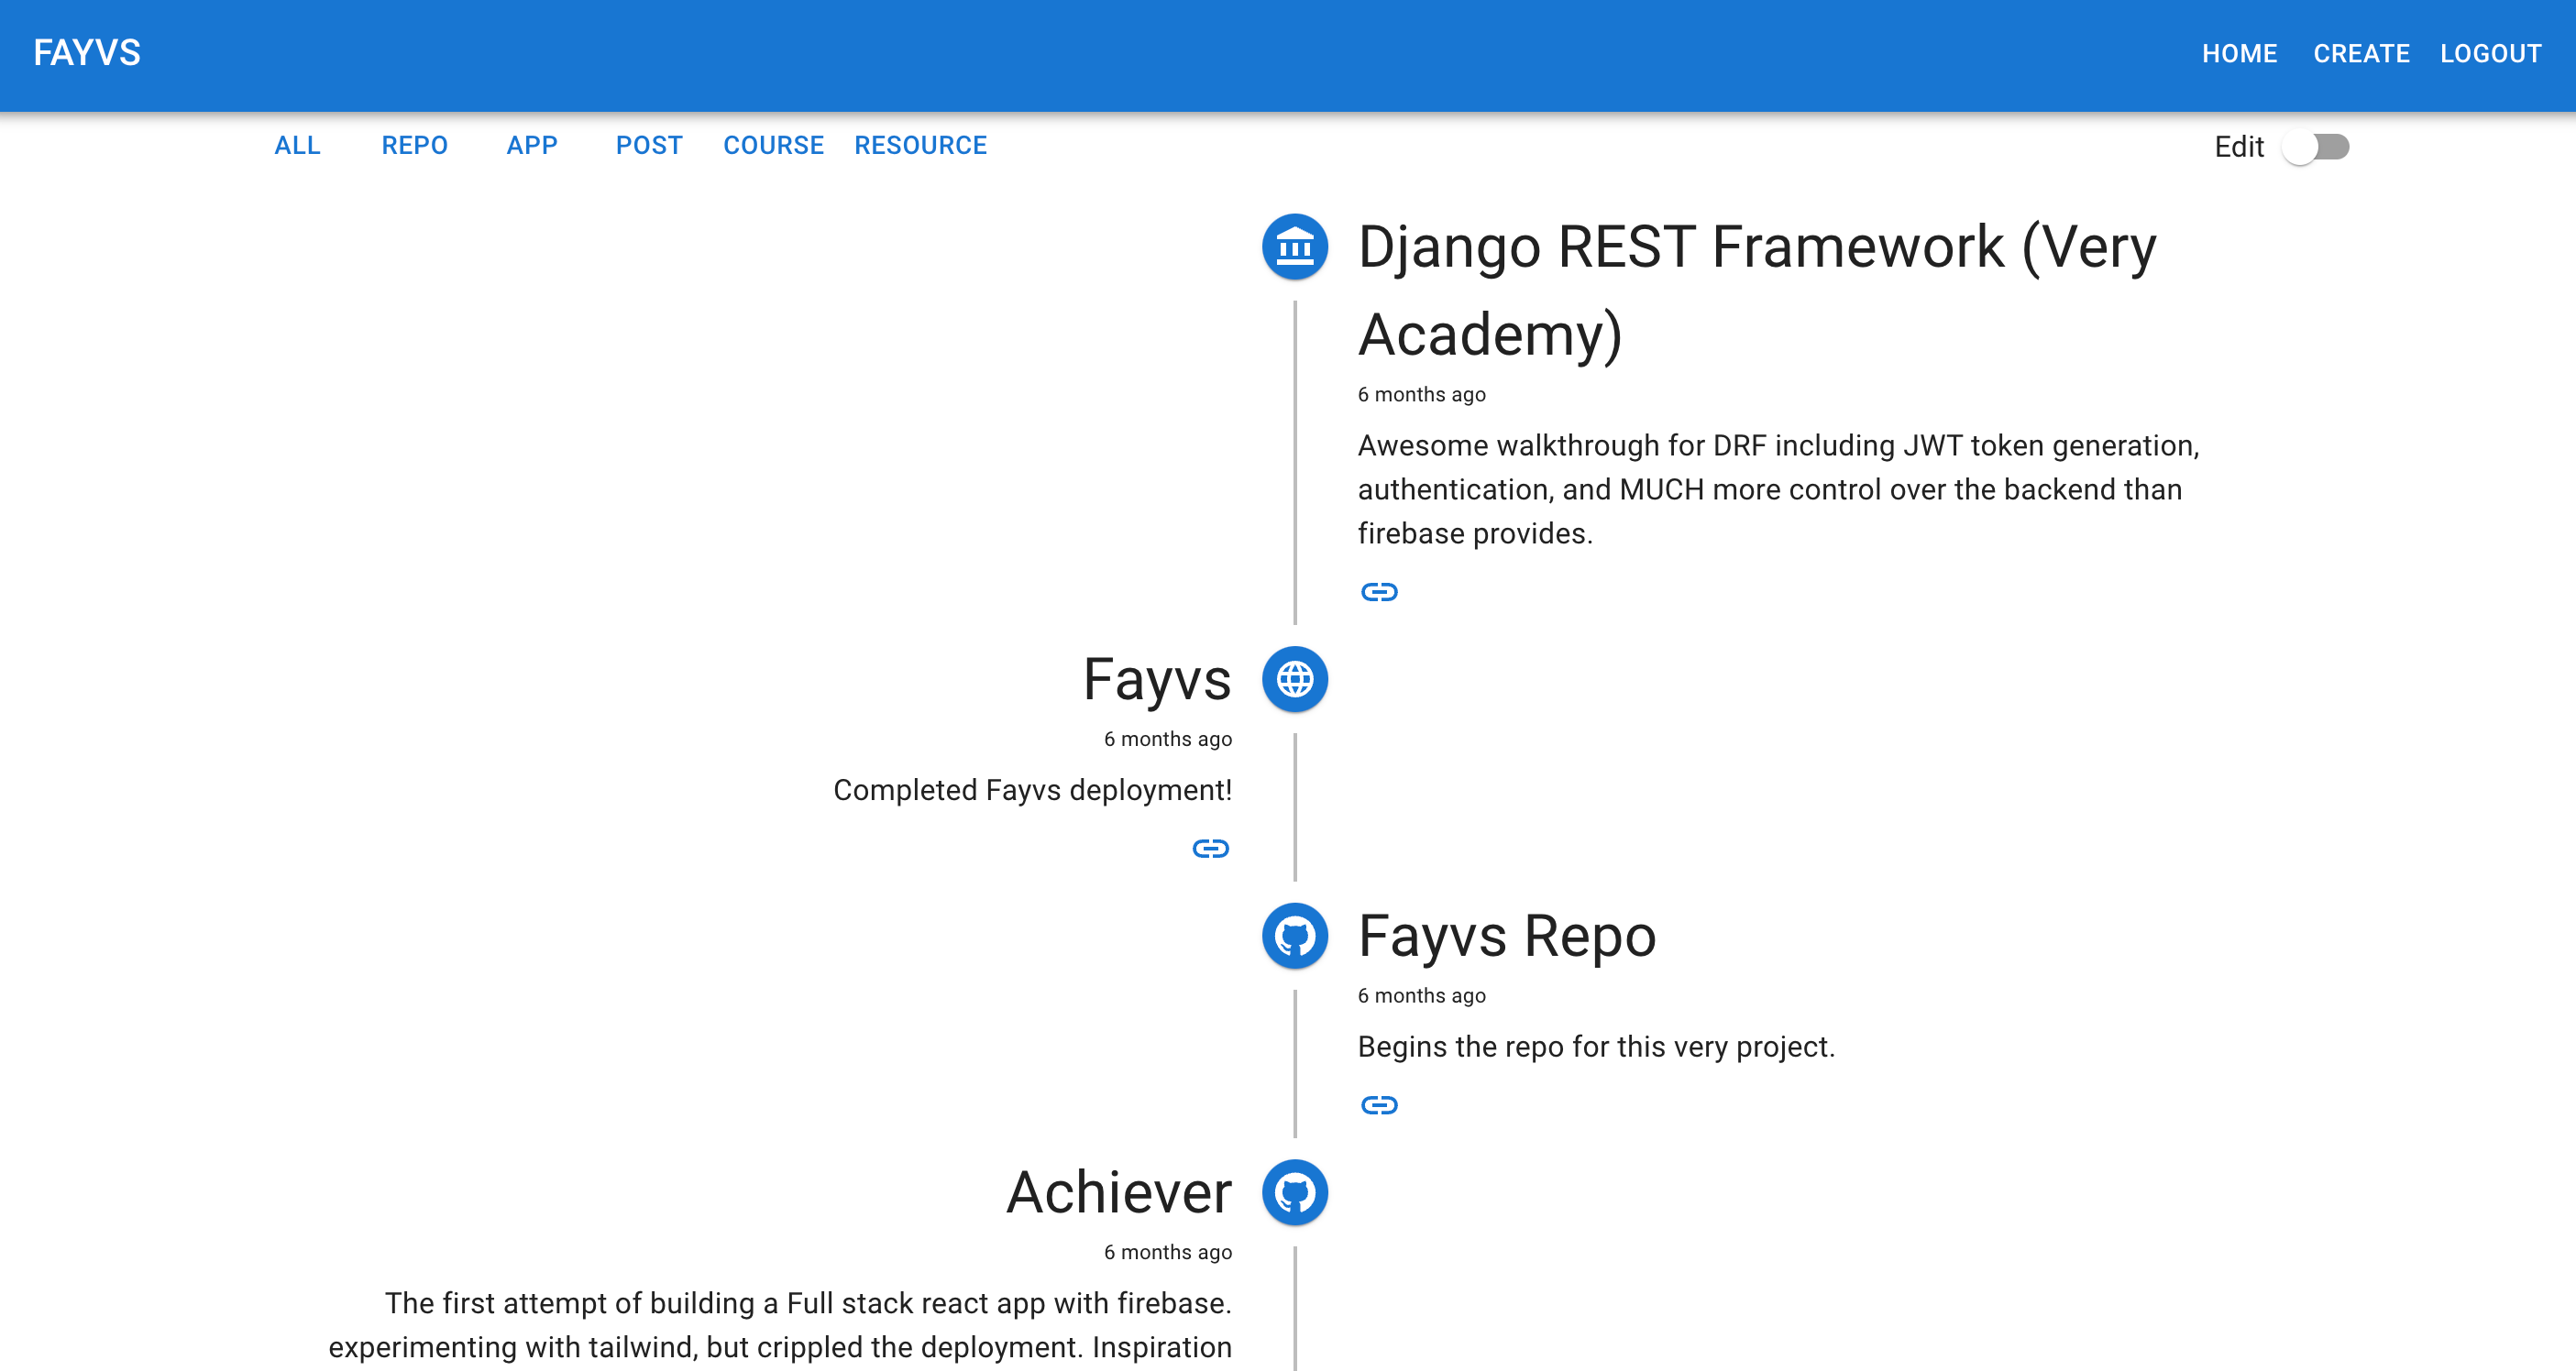 FAYVS
HOME CREATE LOGOUT
ALL REPO APP POST COURSE RESOURCE
Edit
Django REST Framework (Very
Academy)
6 months ago
Awesome walkthrough for DRF including JWT token generation,
authentication, and MUCH more control over the backend than
firebase provides.
Fayvs
6 months ago
Completed Fayvs deployment!
Fayvs Repo
6 months ago
Begins the repo for this very project.
Achiever
6 months ago
The first attempt of building a Full stack react app with firebase.
experimenting with tailwind, but crippled the deployment. Inspiration